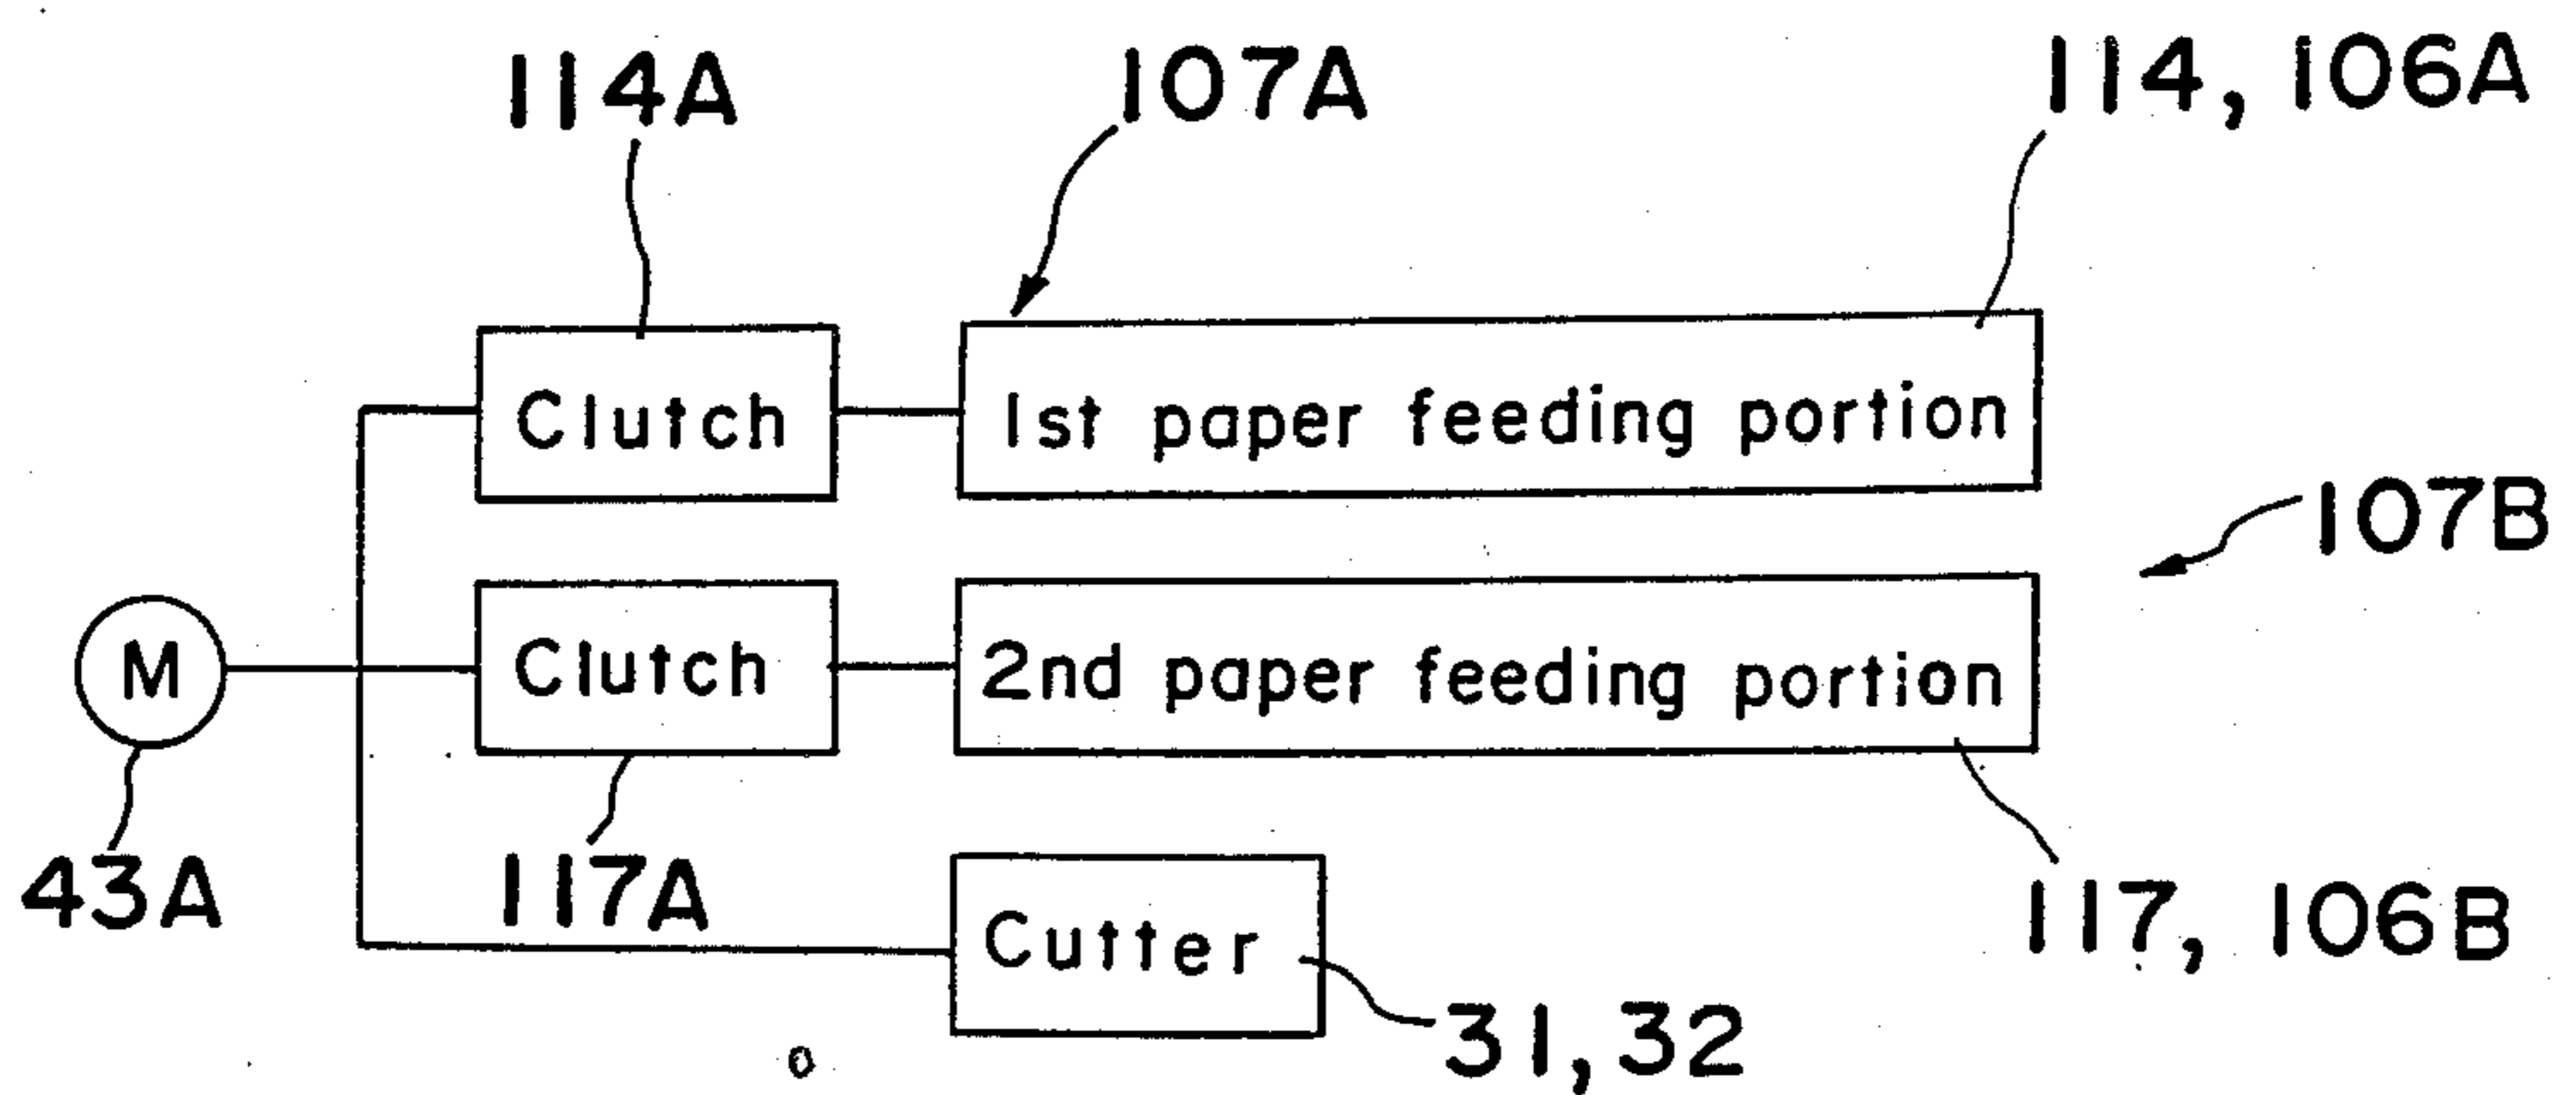 114A
107A
114, 106A
Clutch
1st paper feeding portion
107B
M
Clutch
2nd paper feeding portion
43A
117A
117, 106B
Cutter
31, 32